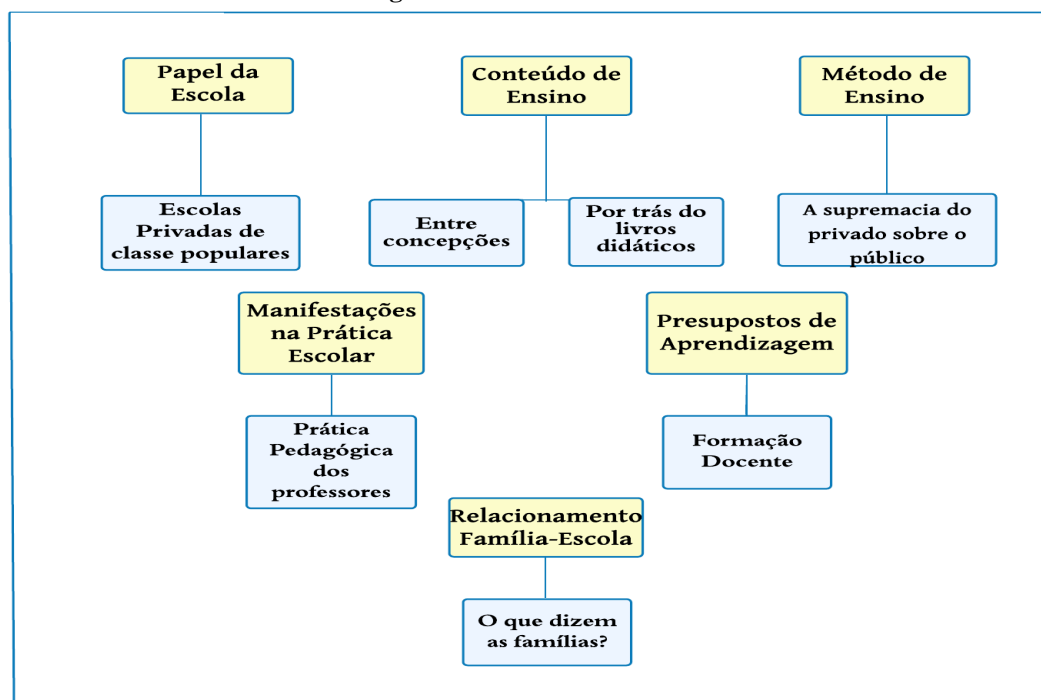 Papel da
Escola
Conteúdo de
Ensino
Método de
Ensino
Escolas
Privadas de
classe populares
Entre
concepções
Por trás do
livros
didáticos
A supremacia do
privado sobre o
público
Manifestações
na Prática
Escolar
Presupostos de
Aprendizagem
Prática
Pedagógica
dos
professores
Formação
Docente
Relacionamento
Família-Escola
O que dizem
as famílias?